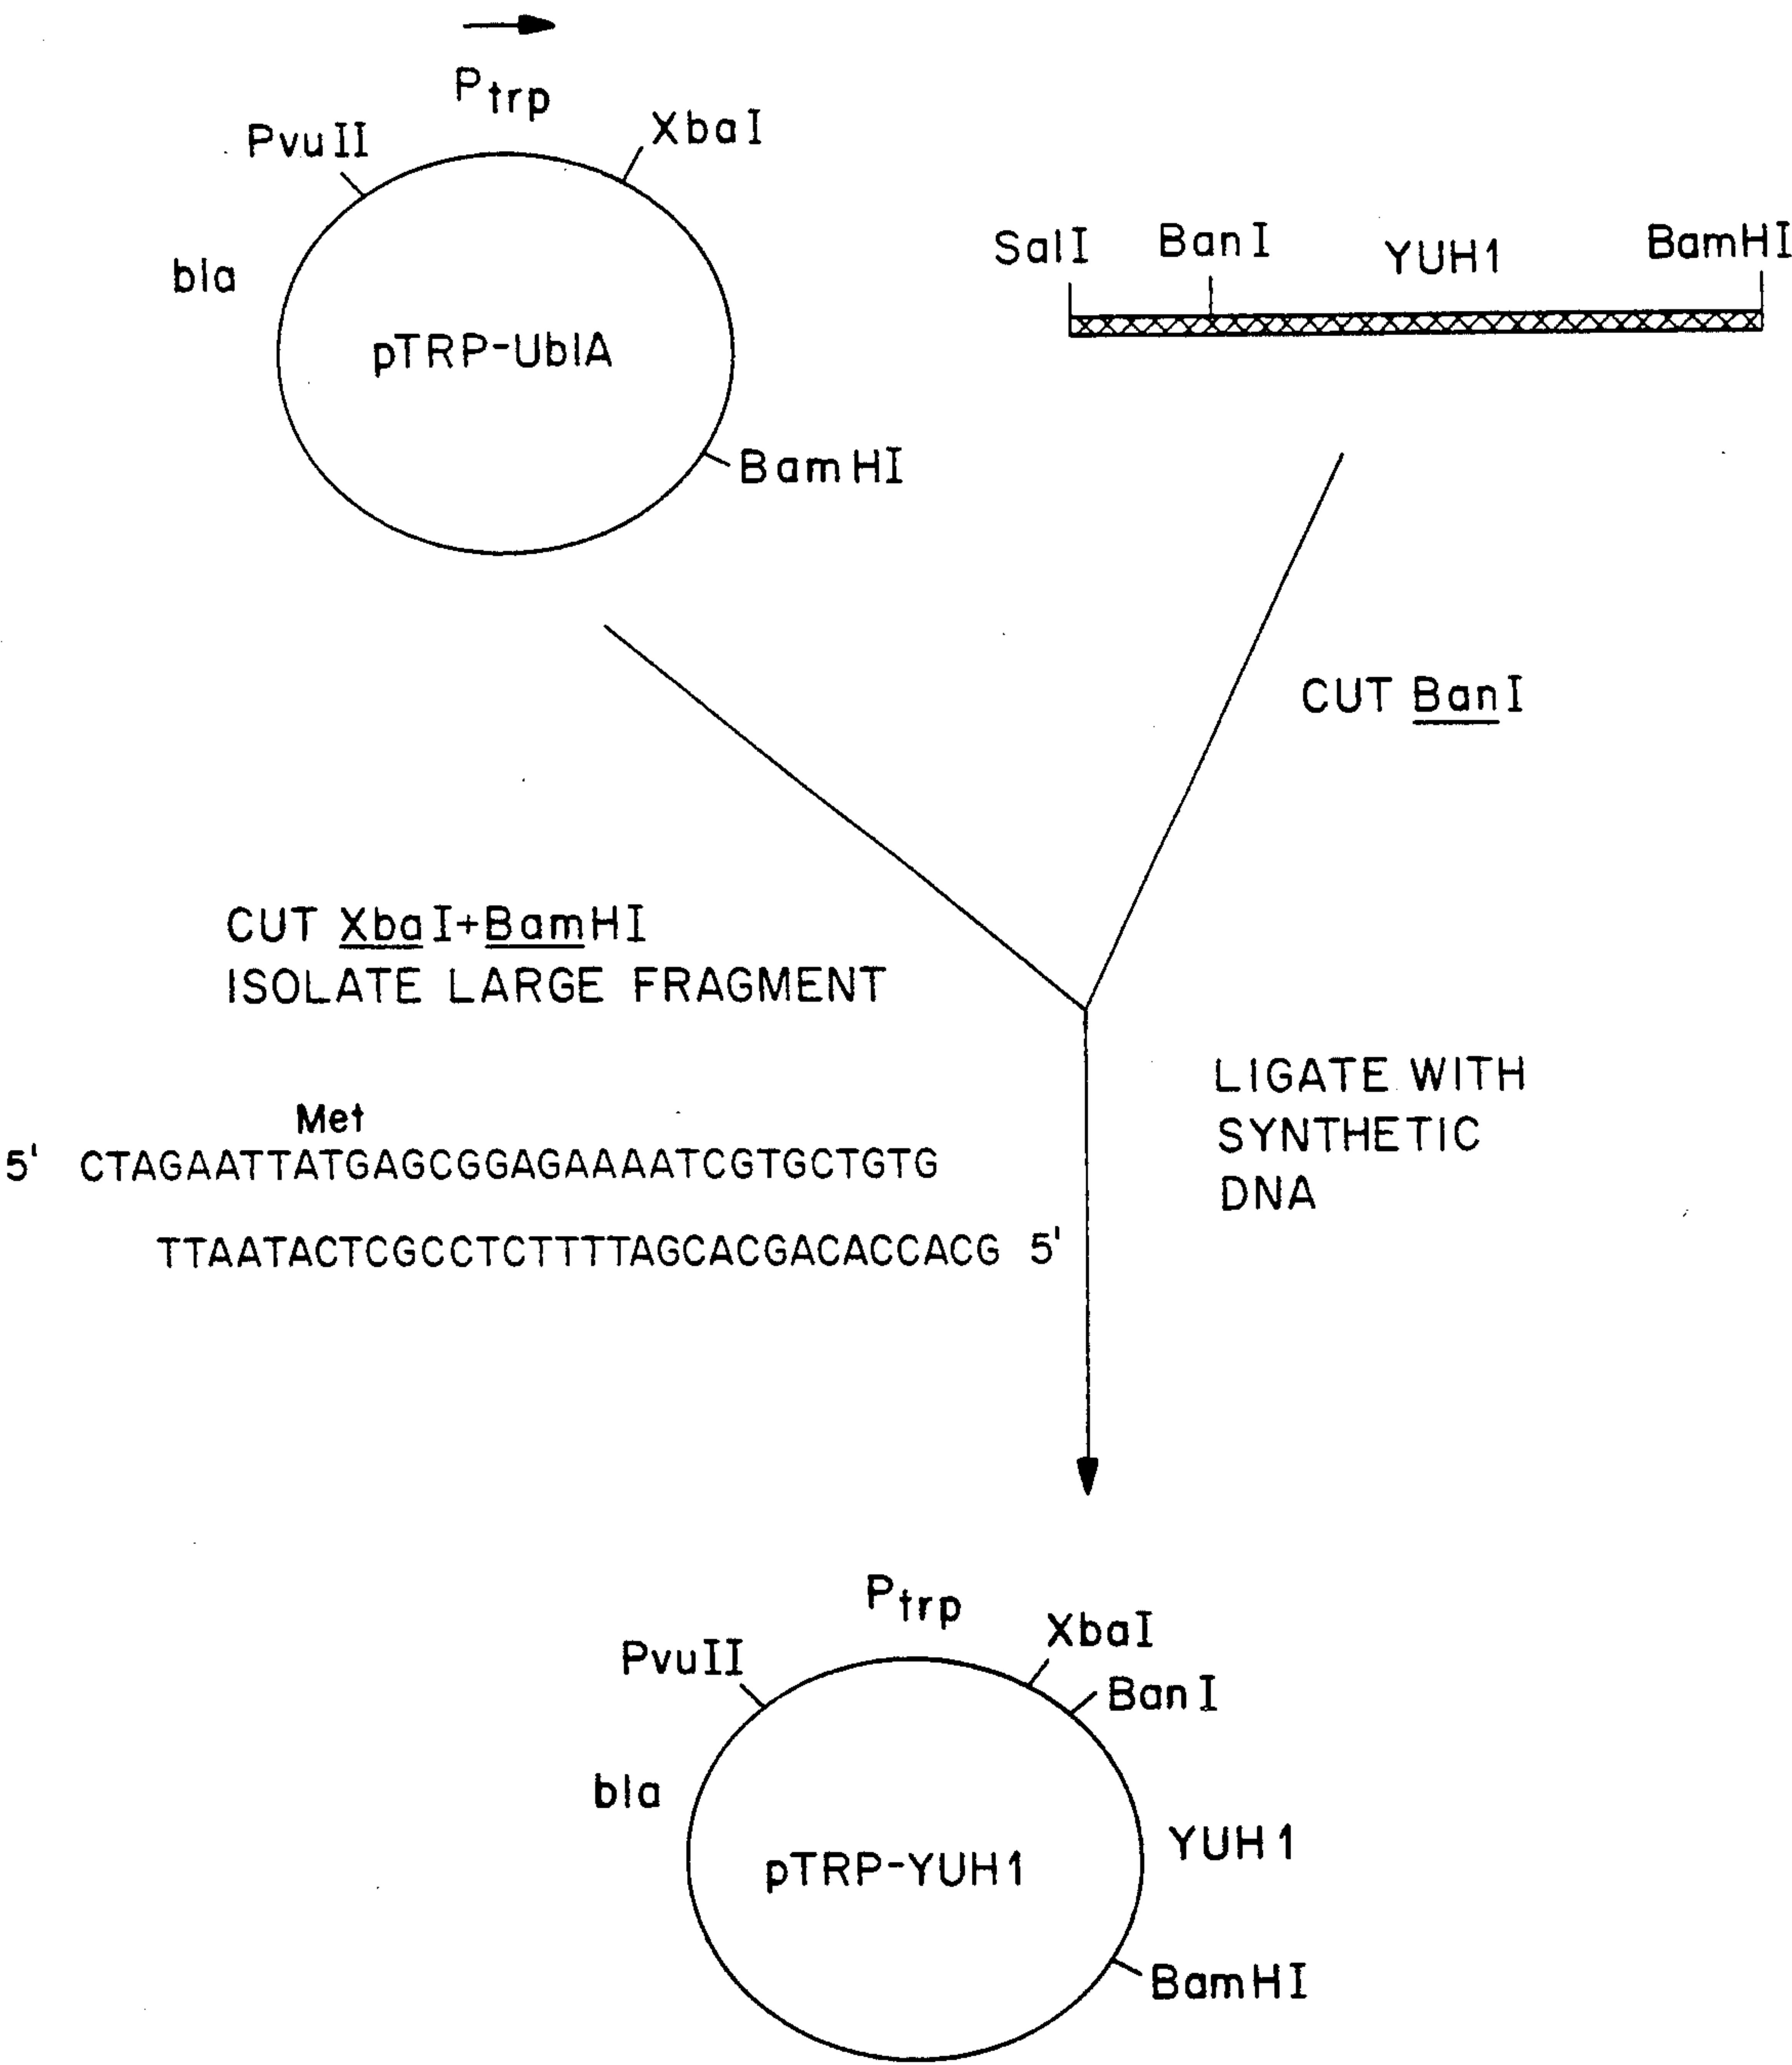 Ptrp
PvuII
XbaI
bla
pTRP-UblA
BamHI
SalI
BanI
YUH1
BamHI
CUT BanI
CUT XbaI+BamHI
ISOLATE LARGE FRAGMENT
Met
5' CTAGAATTATGAGCGGAGAAAATCGTGCTGTG
TTAATACTCGCCTCTTTTAGCACGACACCACG 5'
LIGATE WITH
SYNTHETIC
DNA
Ptrp
PvuII
XbaI
BanI
bla
pTRP-YUH1
YUH1
BamHI